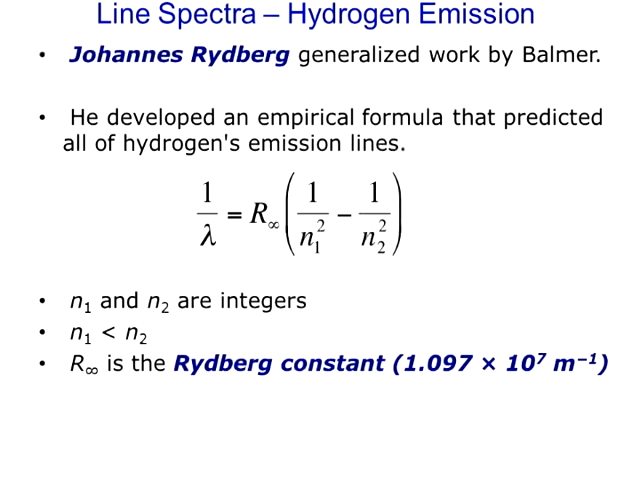 Line Spectra – Hydrogen Emission
• Johannes Rydberg generalized work by Balmer.
• He developed an empirical formula that predicted
all of hydrogen's emission lines.
1/λ = R∞(1/n₁² − 1/n₂²)
• n₁ and n₂ are integers
• n₁ < n₂
• R∞ is the Rydberg constant (1.097 × 10⁷ m⁻¹)